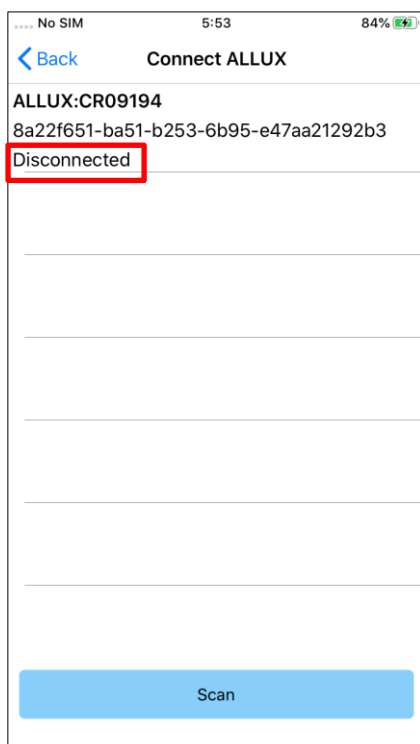 .... No SIM 5:53 84%
Back Connect ALLUX
ALLUX:CR09194
8a22f651-ba51-b253-6b95-e47aa21292b3
Disconnected
Scan